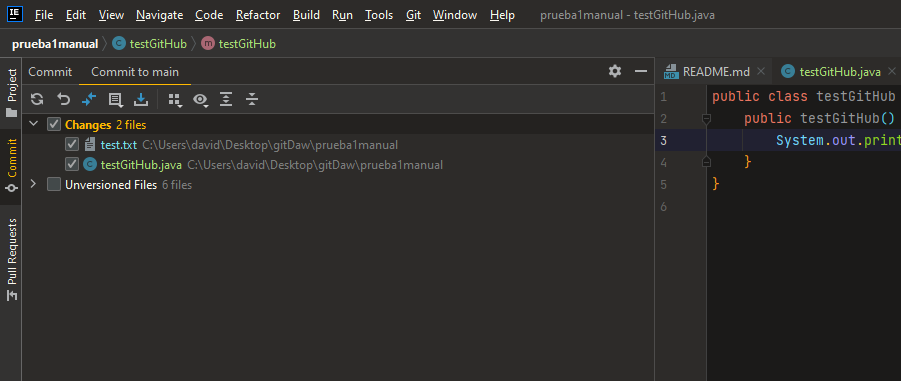 IE File Edit View Navigate Code Refactor Build Run Tools Git Window Help prueba1manual - testGitHub.java
prueba1manual C testGitHub m testGitHub
Project
Commit
Pull Requests
Commit Commit to main
Changes 2 files
test.txt C:\Users\david\Desktop\gitDaw\prueba1manual
C testGitHub.java C:\Users\david\Desktop\gitDaw\prueba1manual
Unversioned Files 6 files
MD README.md C testGitHub.java
1 public class testGitHub
2 public testGitHub()
3 System.out.print
4 }
5 }
6